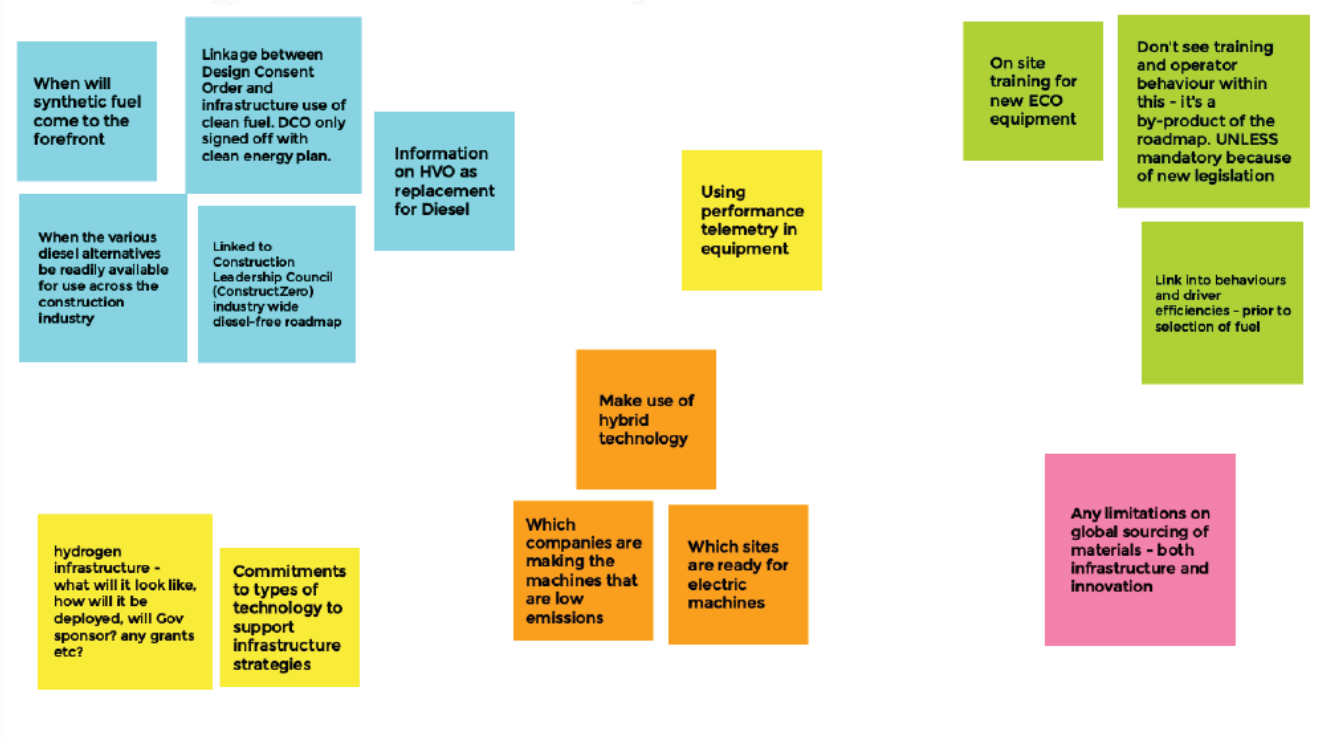 When will
synthetic fuel
come to the
forefront
Linkage between
Design Consent
Order and
infrastructure use of
clean fuel. DCO only
signed off with
clean energy plan.
Information
on HVO as
replacement
for Diesel
When the various
diesel alternatives
be readily available
for use across the
construction
industry
Linked to
Construction
Leadership Council
(ConstructZero)
industry wide
diesel-free roadmap
Using
performance
telemetry in
equipment
On site
training for
new ECO
equipment
Don't see training
and operator
behaviour within
this - it's a
by-product of the
roadmap. UNLESS
mandatory because
of new legislation
Link into behaviours
and driver
efficiencies - prior to
selection of fuel
Make use of
hybrid
technology
Which
companies are
making the
machines that
are low
emissions
Which sites
are ready for
electric
machines
hydrogen
infrastructure -
what will it look like,
how will it be
deployed, will Gov
sponsor? any grants
etc?
Commitments
to types of
technology to
support
infrastructure
strategies
Any limitations on
global sourcing of
materials - both
infrastructure and
innovation